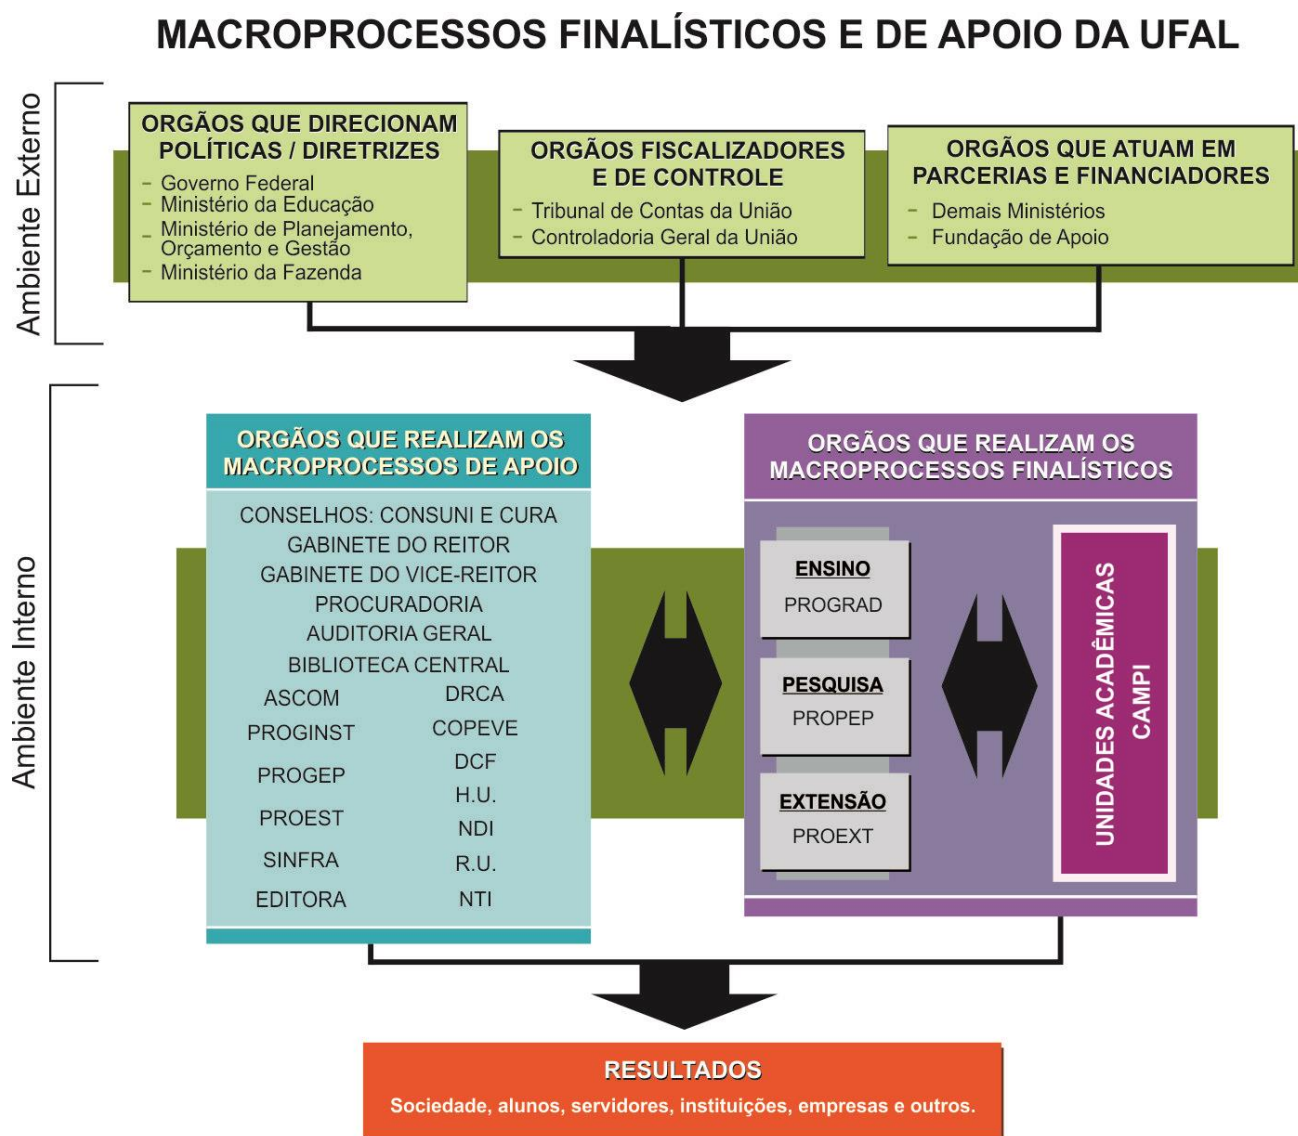 MACROPROCESSOS FINALÍSTICOS E DE APOIO DA UFAL
Ambiente Externo
ORGÃOS QUE DIRECIONAM
POLÍTICAS / DIRETRIZES
- Governo Federal
- Ministério da Educação
- Ministério de Planejamento,
Orçamento e Gestão
- Ministério da Fazenda
ORGÃOS FISCALIZADORES
E DE CONTROLE
- Tribunal de Contas da União
- Controladoria Geral da União
ORGÃOS QUE ATUAM EM
PARCERIAS E FINANCIADORES
- Demais Ministérios
- Fundação de Apoio
Ambiente Interno
ORGÃOS QUE REALIZAM OS
MACROPROCESSOS DE APOIO
CONSELHOS: CONSUNI E CURA
GABINETE DO REITOR
GABINETE DO VICE-REITOR
PROCURADORIA
AUDITORIA GERAL
BIBLIOTECA CENTRAL
ASCOM
PROGINST
PROGEP
PROEST
SINFRA
EDITORA
DRCA
COPEVE
DCF
H.U.
NDI
R.U.
NTI
ORGÃOS QUE REALIZAM OS
MACROPROCESSOS FINALÍSTICOS
ENSINO
PROGRAD
PESQUISA
PROPEP
EXTENSÃO
PROEXT
UNIDADES ACADÊMICAS
CAMPI
RESULTADOS
Sociedade, alunos, servidores, instituições, empresas e outros.